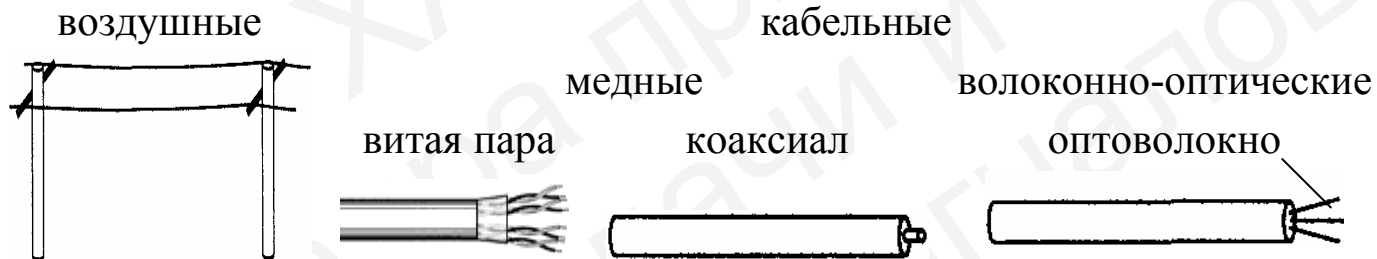 воздушные кабельные
медные волоконно-оптические
витая пара коаксиал оптоволокно